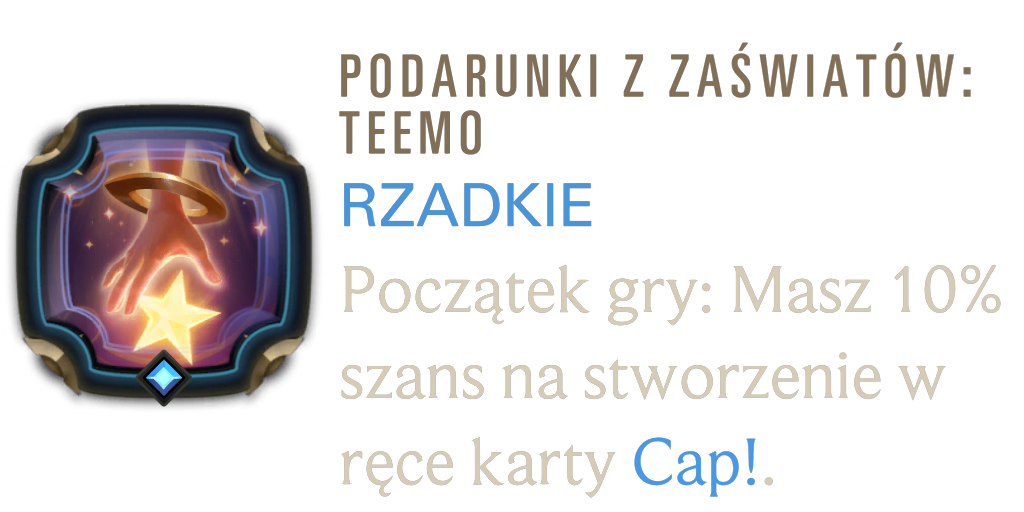 PODARUNKI Z ZAŚWIATÓW:
TEEMO
RZADKIE
Początek gry: Masz 10%
szans na stworzenie w
ręce karty Cap!.